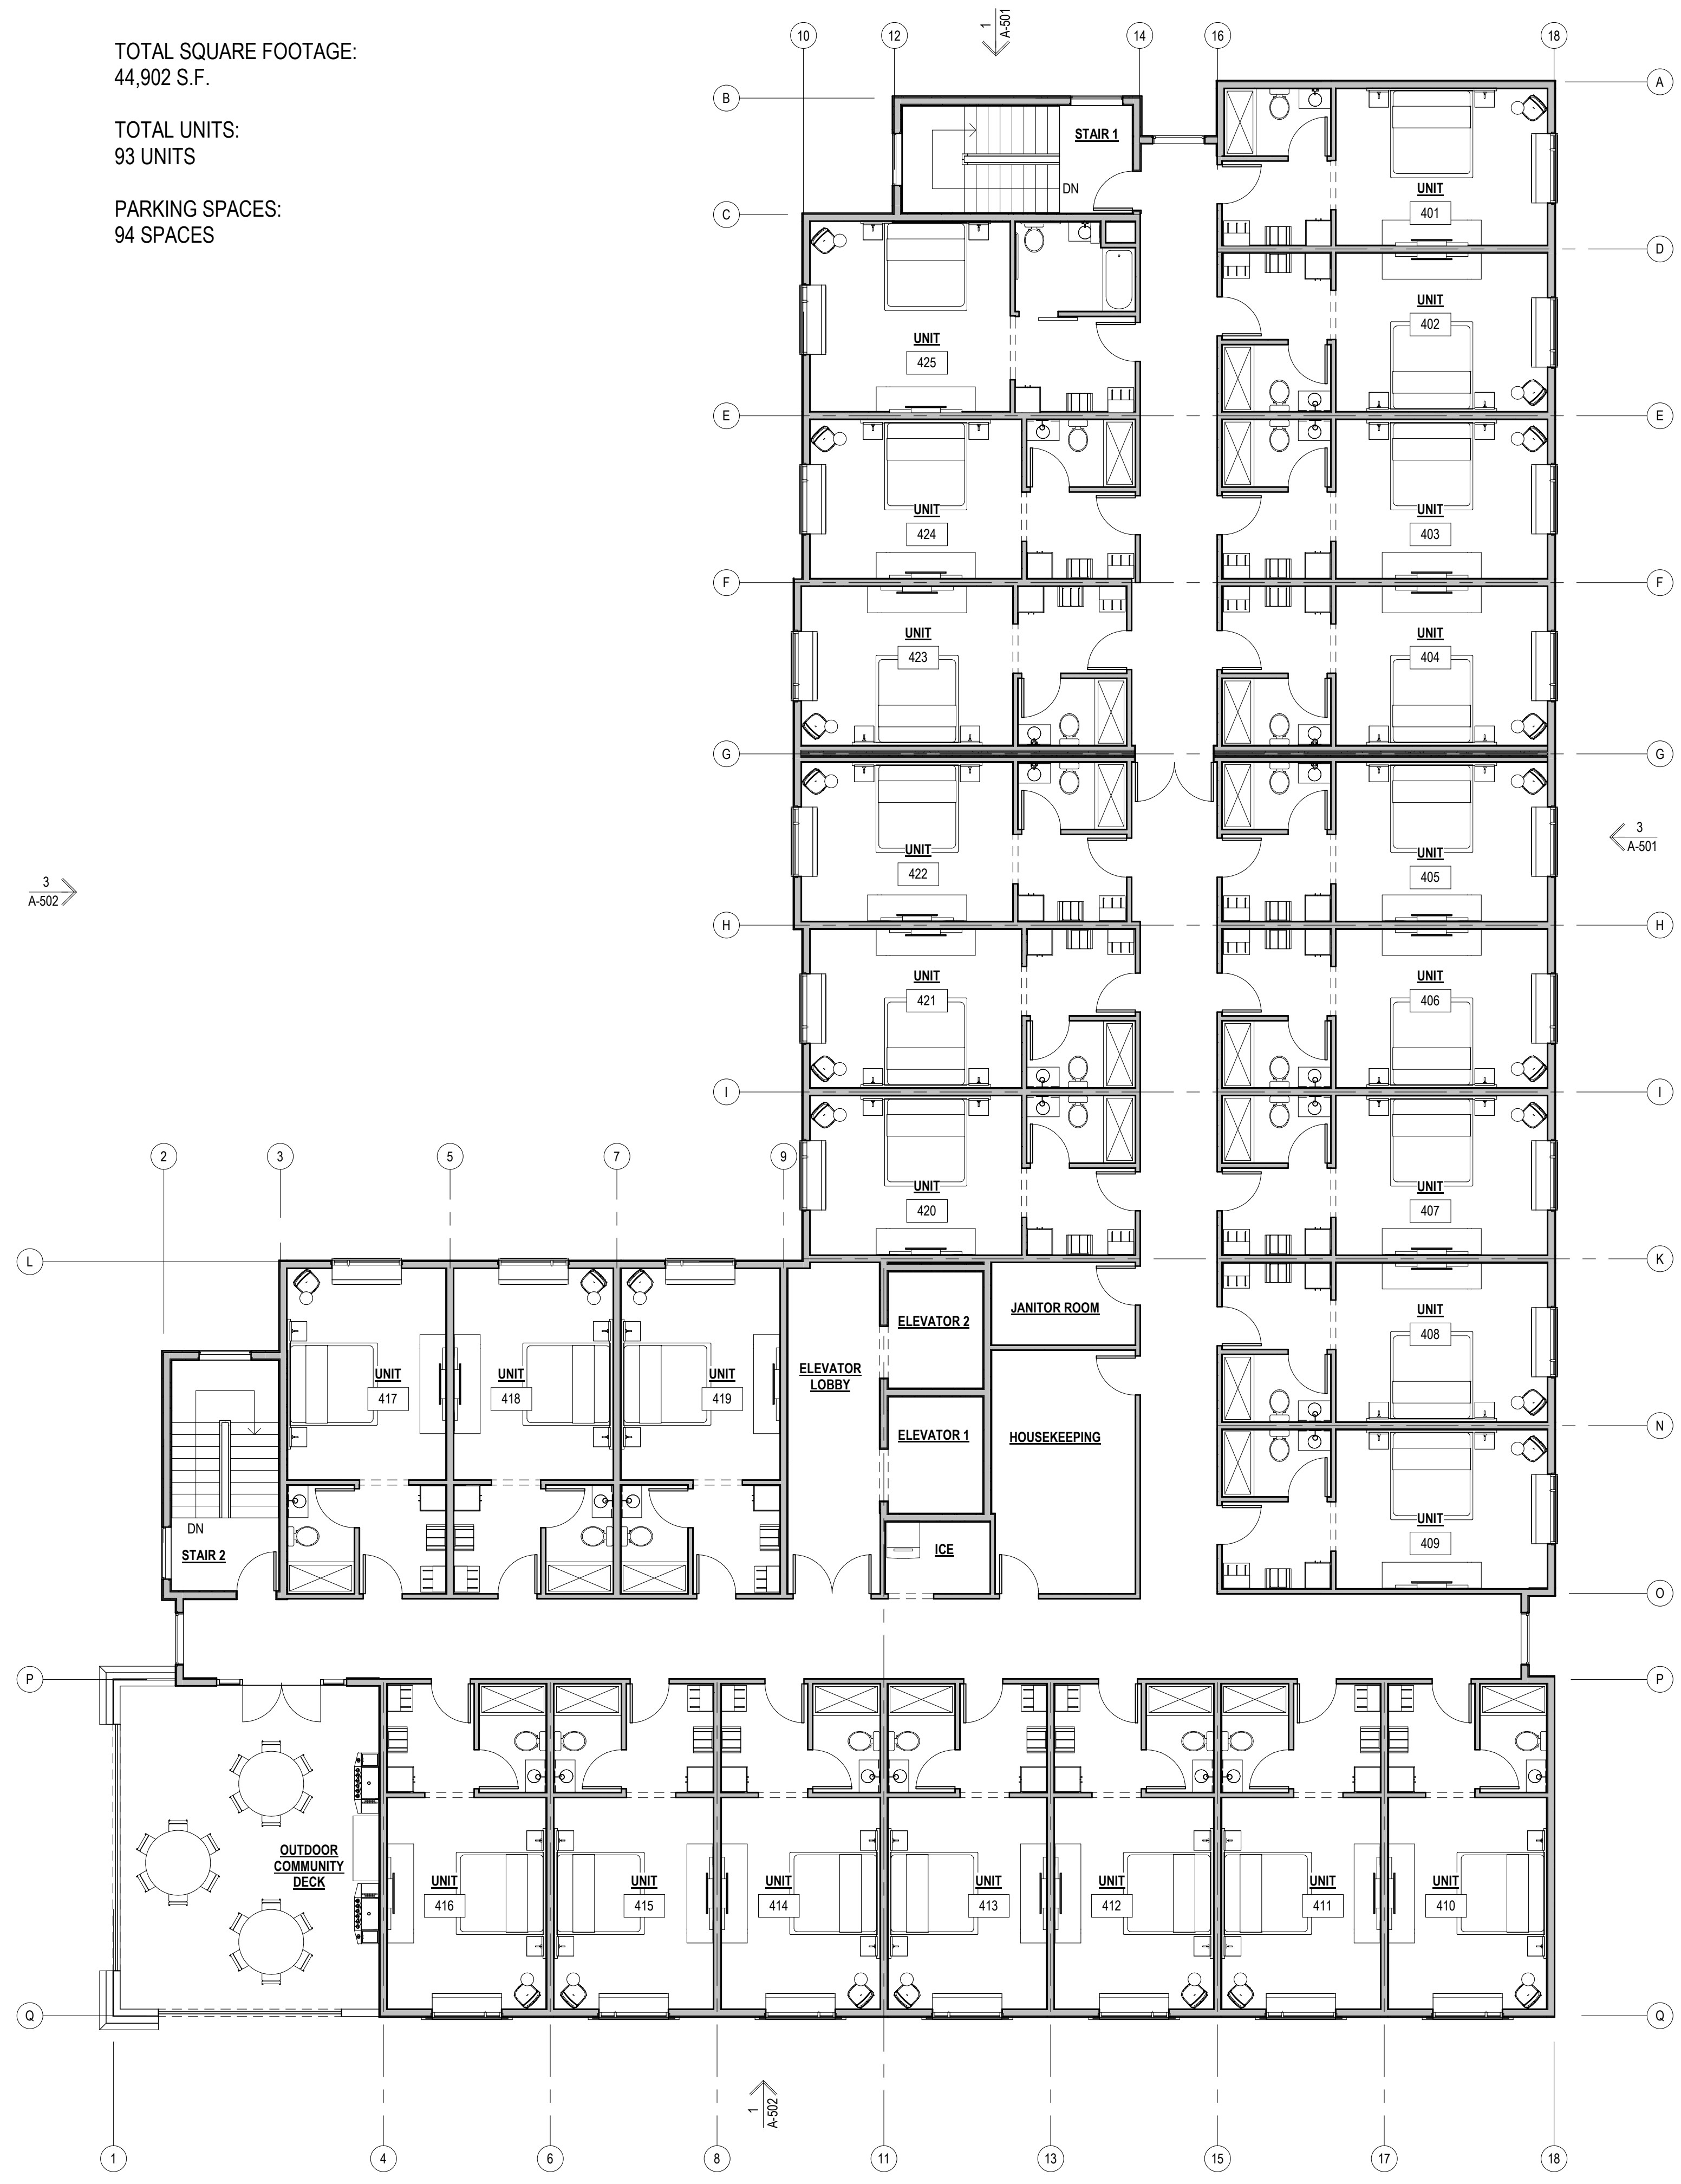 TOTAL SQUARE FOOTAGE:
44,902 S.F.
TOTAL UNITS:
93 UNITS
PARKING SPACES:
94 SPACES
1
A-501
10
12
14
16
18
A
B
STAIR 1
DN
UNIT
401
C
D
UNIT
402
UNIT
425
E
E
UNIT
424
UNIT
403
F
F
UNIT
423
UNIT
404
G
G
3
A-501
UNIT
422
UNIT
405
3
A-502
H
H
UNIT
421
UNIT
406
I
I
2
3
5
7
9
UNIT
420
UNIT
407
L
K
JANITOR ROOM
ELEVATOR 2
UNIT
408
ELEVATOR
LOBBY
UNIT
417
UNIT
418
UNIT
419
N
ELEVATOR 1
HOUSEKEEPING
DN
STAIR 2
ICE
UNIT
409
O
P
P
OUTDOOR
COMMUNITY
DECK
UNIT
416
UNIT
415
UNIT
414
UNIT
413
UNIT
412
UNIT
411
UNIT
410
Q
Q
1
A-502
1
4
6
8
11
13
15
17
18